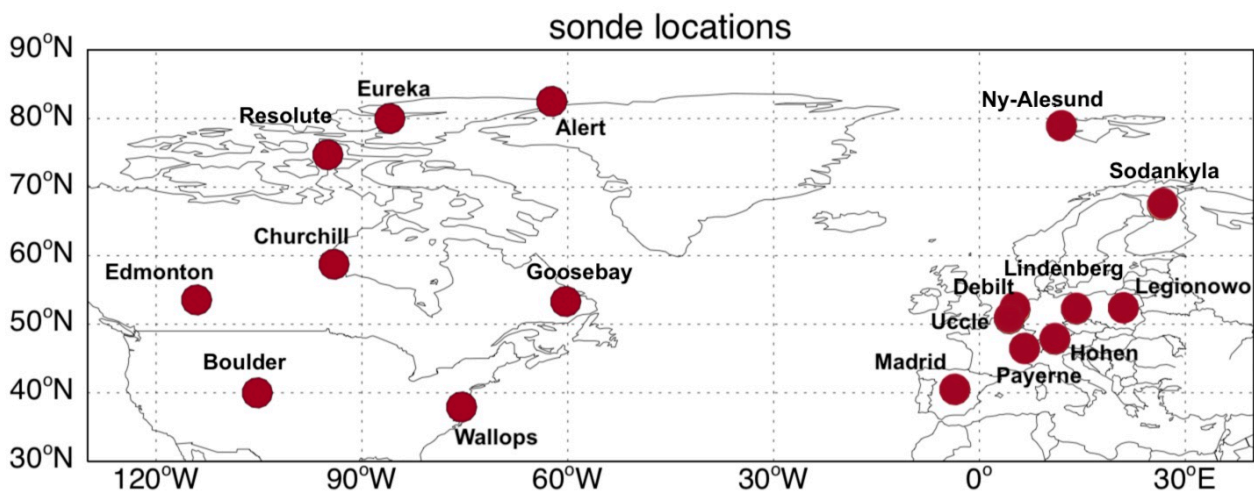 sonde locations
90°N
80°N
70°N
60°N
50°N
40°N
30°N
Eureka
Resolute
Alert
Ny-Alesund
Sodankyla
Churchill
Edmonton
Goosebay
Lindenberg
Debilt
Legionowo
Uccle
Boulder
Madrid
Hohen
Payerne
Wallops
120°W
90°W
60°W
30°W
0°
30°E